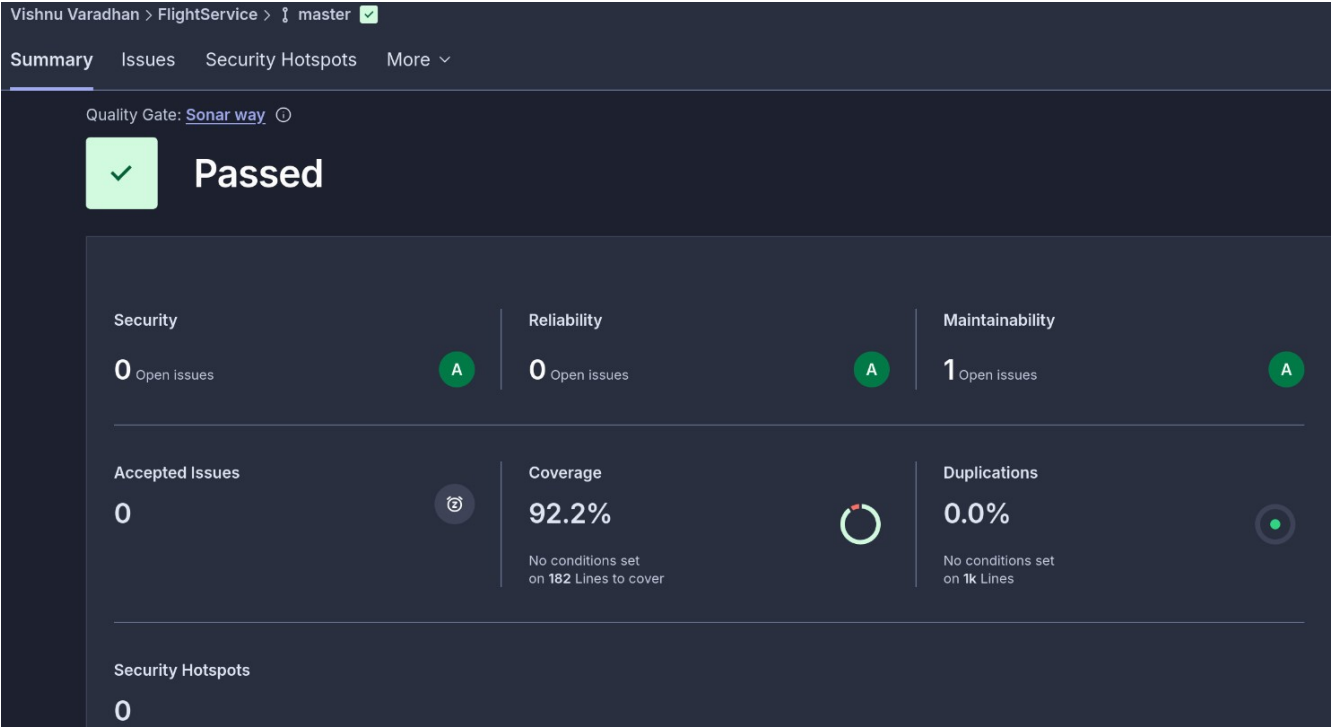 Vishnu Varadhan > FlightService > master
Summary Issues Security Hotspots More
Quality Gate: Sonar way
Passed
Security Reliability Maintainability
0 Open issues A 0 Open issues A 1 Open issues A
Accepted Issues Coverage Duplications
0 92.2% 0.0%
No conditions set No conditions set
on 182 Lines to cover on 1k Lines
Security Hotspots
0